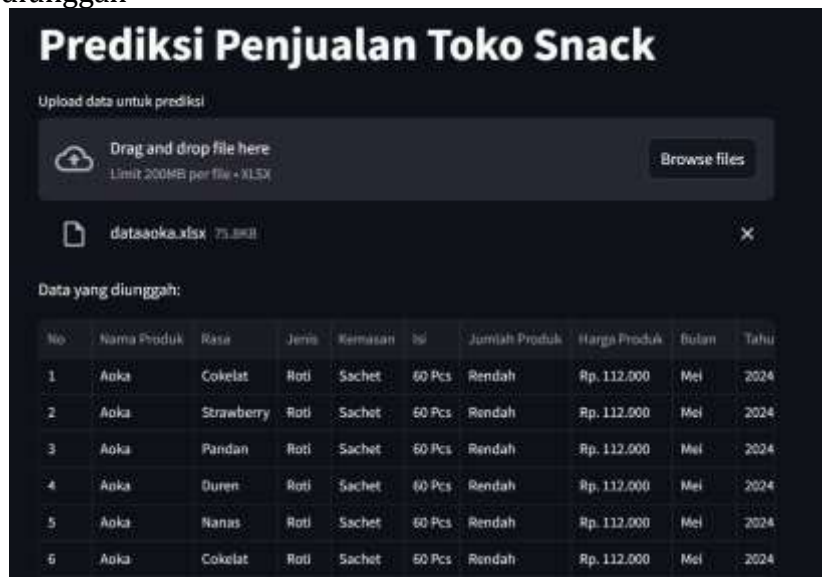 Prediksi Penjualan Toko Snack
Upload data untuk prediksi
Drag and drop file here
Limit 200MB per file • XLSX
Browse files
dataaoka.xlsx 75.8KB
Data yang diunggah:
No Nama Produk Rasa Jenis Kemasan Isi Jumlah Produk Harga Produk Bulan Tahu
1 Aoka Cokelat Roti Sachet 60 Pcs Rendah Rp. 112.000 Mei 2024
2 Aoka Strawberry Roti Sachet 60 Pcs Rendah Rp. 112.000 Mei 2024
3 Aoka Pandan Roti Sachet 60 Pcs Rendah Rp. 112.000 Mei 2024
4 Aoka Duren Roti Sachet 60 Pcs Rendah Rp. 112.000 Mei 2024
5 Aoka Nanas Roti Sachet 60 Pcs Rendah Rp. 112.000 Mei 2024
6 Aoka Cokelat Roti Sachet 60 Pcs Rendah Rp. 112.000 Mei 2024